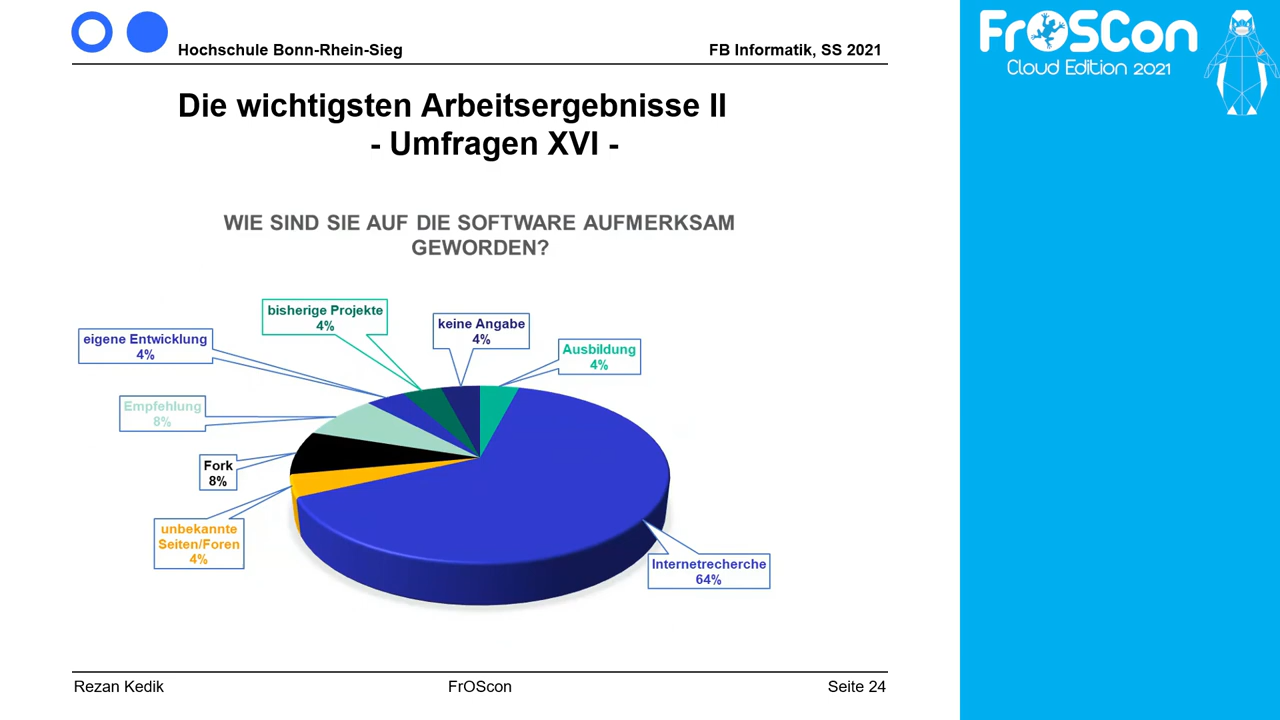 Hochschule Bonn-Rhein-Sieg
FB Informatik, SS 2021
FrOSCon
Cloud Edition 2021
Die wichtigsten Arbeitsergebnisse II
- Umfragen XVI -
WIE SIND SIE AUF DIE SOFTWARE AUFMERKSAM
GEWORDEN?
bisherige Projekte
4%
keine Angabe
4%
eigene Entwicklung
4%
Ausbildung
4%
Empfehlung
8%
Fork
8%
unbekannte
Seiten/Foren
4%
Internetrecherche
64%
Rezan Kedik
FrOScon
Seite 24